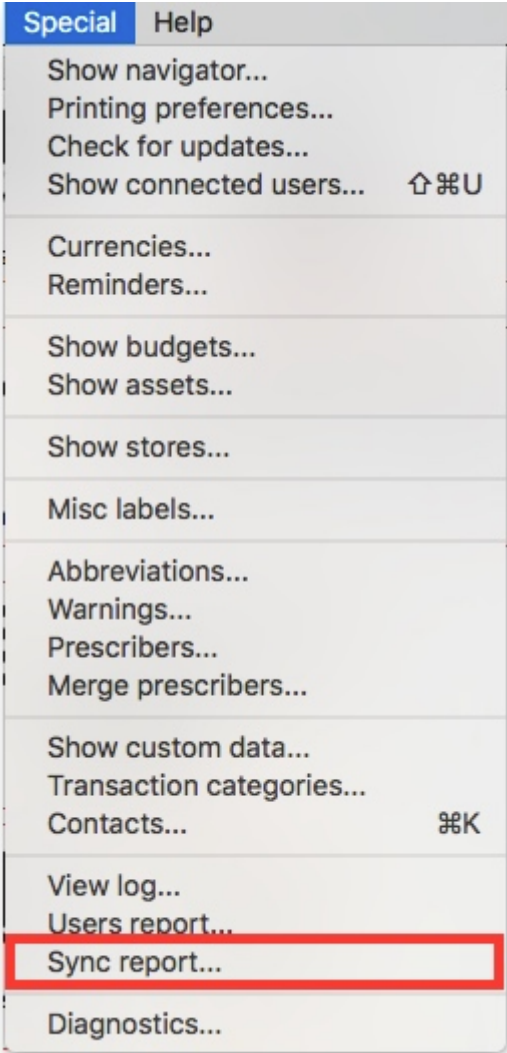 Special Help
Show navigator...
Printing preferences...
Check for updates...
Show connected users... ⇧⌘U
Currencies...
Reminders...
Show budgets...
Show assets...
Show stores...
Misc labels...
Abbreviations...
Warnings...
Prescribers...
Merge prescribers...
Show custom data...
Transaction categories...
Contacts... ⌘K
View log...
Users report...
Sync report...
Diagnostics...